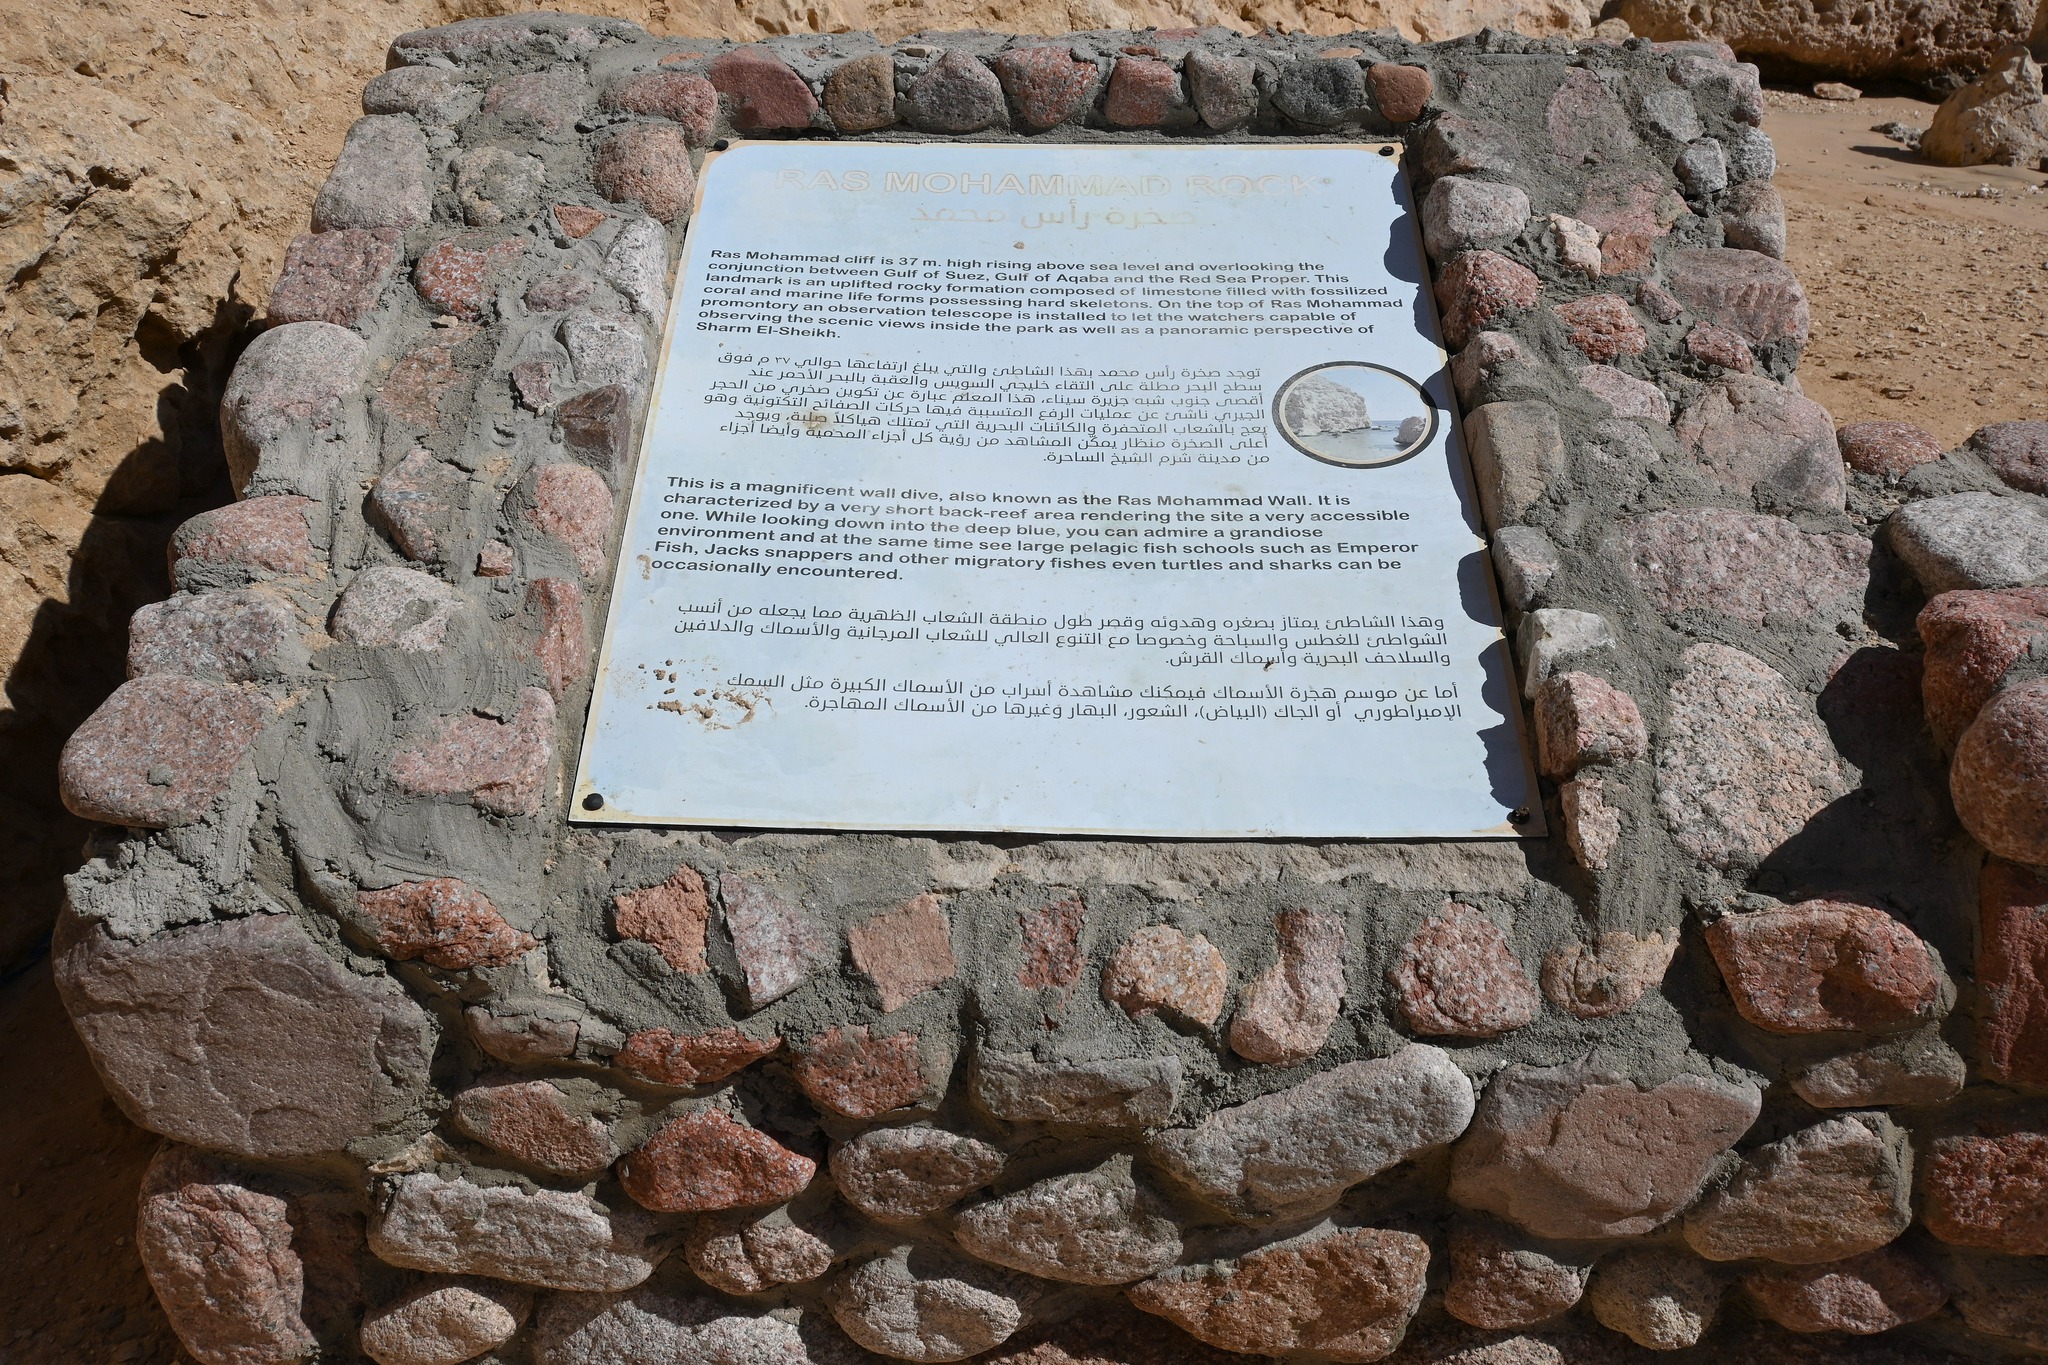 RAS MOHAMMAD ROCK
صخرة رأس محمد
Ras Mohammad cliff is 37 m. high rising above sea level and overlooking the
conjunction between Gulf of Suez, Gulf of Aqaba and the Red Sea Proper. This
landmark is an uplifted rocky formation composed of limestone filled with fossilized
coral and marine life forms possessing hard skeletons. On the top of Ras Mohammad
promontory an observation telescope is installed to let the watchers capable of
observing the scenic views inside the park as well as a panoramic perspective of
Sharm El-Sheikh.
توجد صخرة رأس محمد بهذا الشاطئ والتي يبلغ ارتفاعها حوالي ٣٧ م فوق
سطح البحر مطلة على التقاء خليجي السويس والعقبة بالبحر الأحمر عند
أقصى جنوب شبه جزيرة سيناء، هذا المعلم عبارة عن تكوين صخري من الحجر
الجيري ناشئ عن عمليات الرفع المتسببة فيها حركات الصفائح التكتونية وهو
يعج بالشعاب المتحفرة والكائنات البحرية التي تمتلك هياكلاً صلبة، ويوجد
أعلى الصخرة منظار يمكّن المشاهد من رؤية كل أجزاء المحمية وأيضا أجزاء
من مدينة شرم الشيخ الساحرة.
This is a magnificent wall dive, also known as the Ras Mohammad Wall. It is
characterized by a very short back-reef area rendering the site a very accessible
one. While looking down into the deep blue, you can admire a grandiose
environment and at the same time see large pelagic fish schools such as Emperor
Fish, Jacks snappers and other migratory fishes even turtles and sharks can be
occasionally encountered.
وهذا الشاطئ يمتاز بصغره وهدوئه وقصر طول منطقة الشعاب الظهرية مما يجعله من أنسب
الشواطئ للغطس والسباحة وخصوصا مع التنوع العالي للشعاب المرجانية والأسماك والدلافين
والسلاحف البحرية وأسماك القرش.
أما عن موسم هجرة الأسماك فيمكنك مشاهدة أسراب من الأسماك الكبيرة مثل السمك
الإمبراطوري أو الجاك (البياض)، الشعور، البهار وغيرها من الأسماك المهاجرة.